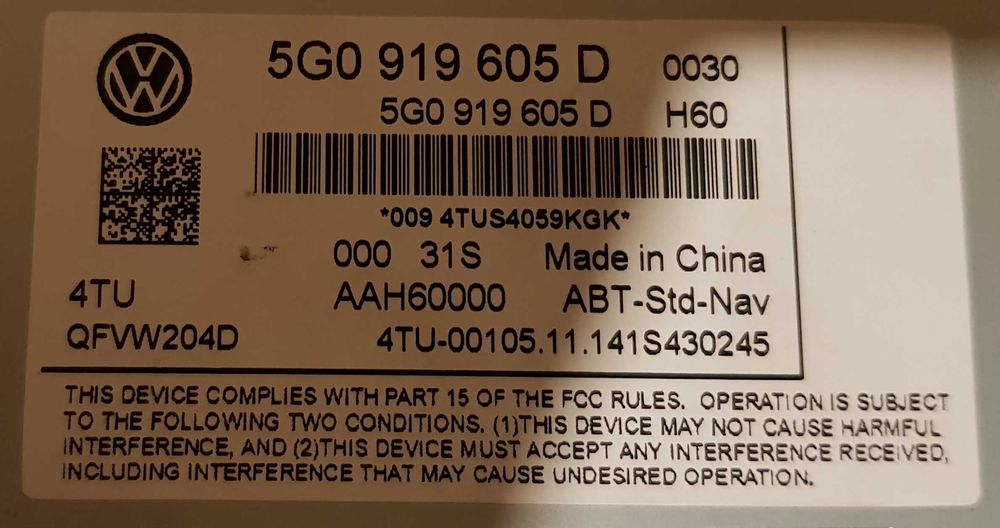 5G0 919 605 D 0030
5G0 919 605 D H60
*009 4TUS4059KGK*
000 31S Made in China
4TU AAH60000 ABT-Std-Nav
QFVW204D 4TU-00105.11.141S430245
THIS DEVICE COMPLIES WITH PART 15 OF THE FCC RULES. OPERATION IS SUBJECT
TO THE FOLLOWING TWO CONDITIONS. (1)THIS DEVICE MAY NOT CAUSE HARMFUL
INTERFERENCE, AND (2)THIS DEVICE MUST ACCEPT ANY INTERFERENCE RECEIVED,
INCLUDING INTERFERENCE THAT MAY CAUSE UNDESIRED OPERATION.